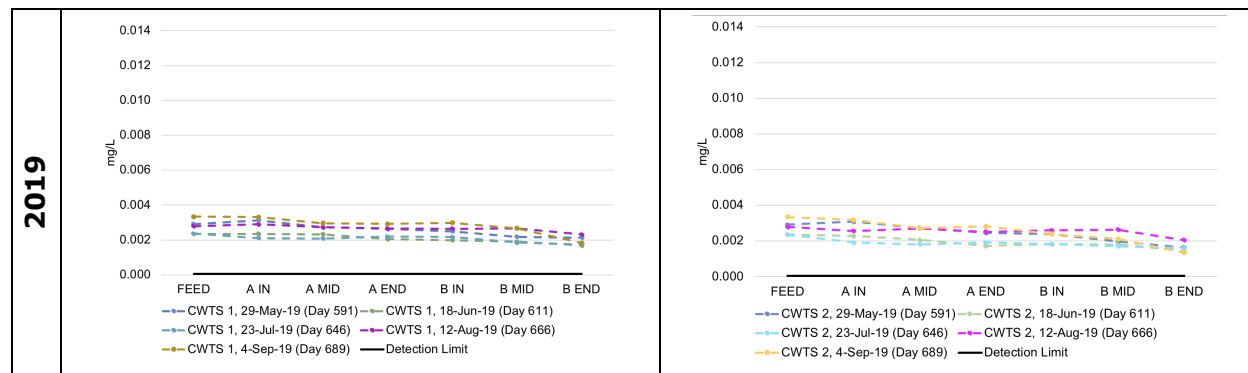 2019
0.014
0.012
0.010
0.008
0.006
0.004
0.002
0.000
mg/L
FEED A IN A MID A END B IN B MID B END
CWTS 1, 29-May-19 (Day 591) CWTS 1, 18-Jun-19 (Day 611)
CWTS 1, 23-Jul-19 (Day 646) CWTS 1, 12-Aug-19 (Day 666)
CWTS 1, 4-Sep-19 (Day 689) Detection Limit
0.014
0.012
0.010
0.008
0.006
0.004
0.002
0.000
mg/L
FEED A IN A MID A END B IN B MID B END
CWTS 2, 29-May-19 (Day 591) CWTS 2, 18-Jun-19 (Day 611)
CWTS 2, 23-Jul-19 (Day 646) CWTS 2, 12-Aug-19 (Day 666)
CWTS 2, 4-Sep-19 (Day 689) Detection Limit